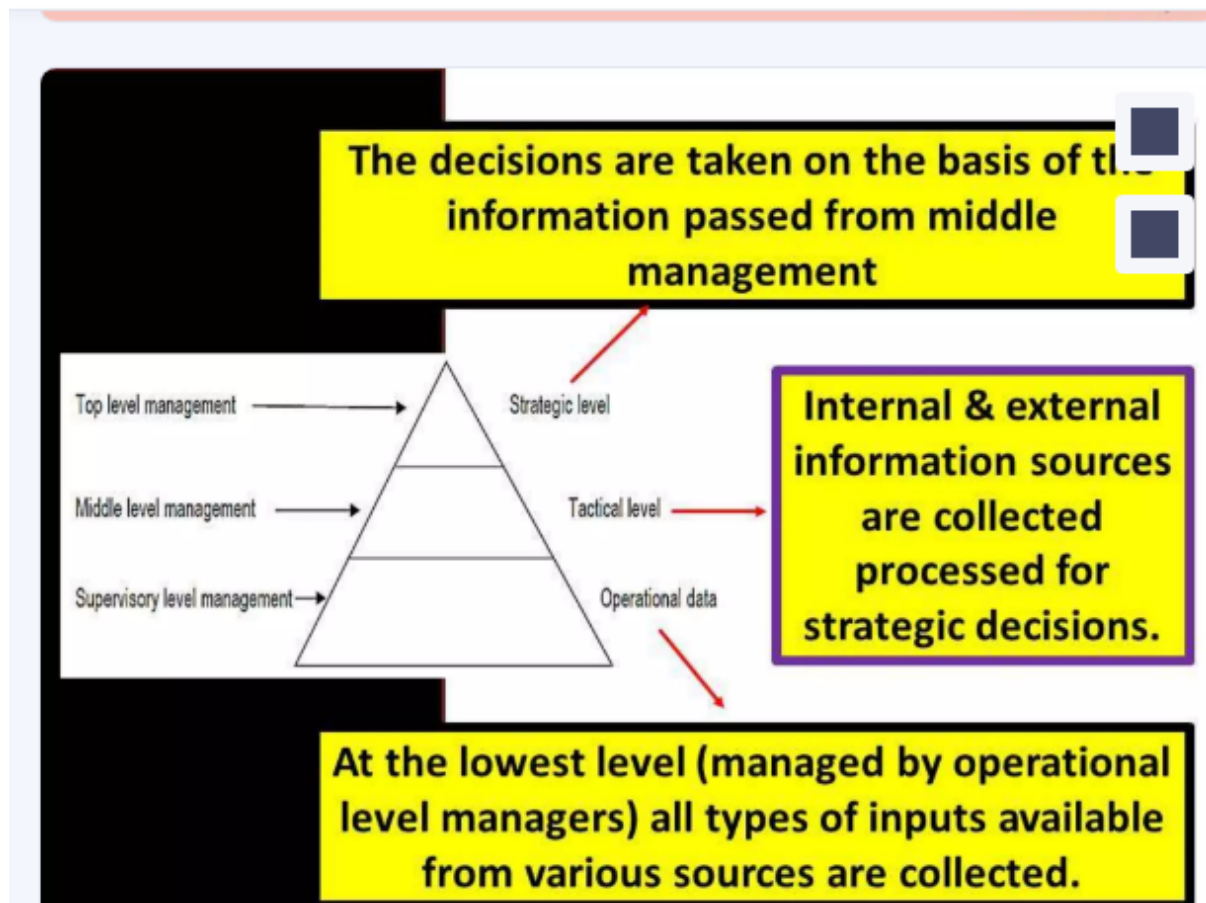 The decisions are taken on the basis of the
information passed from middle
management
Top level management
Strategic level
Middle level management
Tactical level
Supervisory level management
Operational data
Internal & external
information sources
are collected
processed for
strategic decisions.
At the lowest level (managed by operational
level managers) all types of inputs available
from various sources are collected.